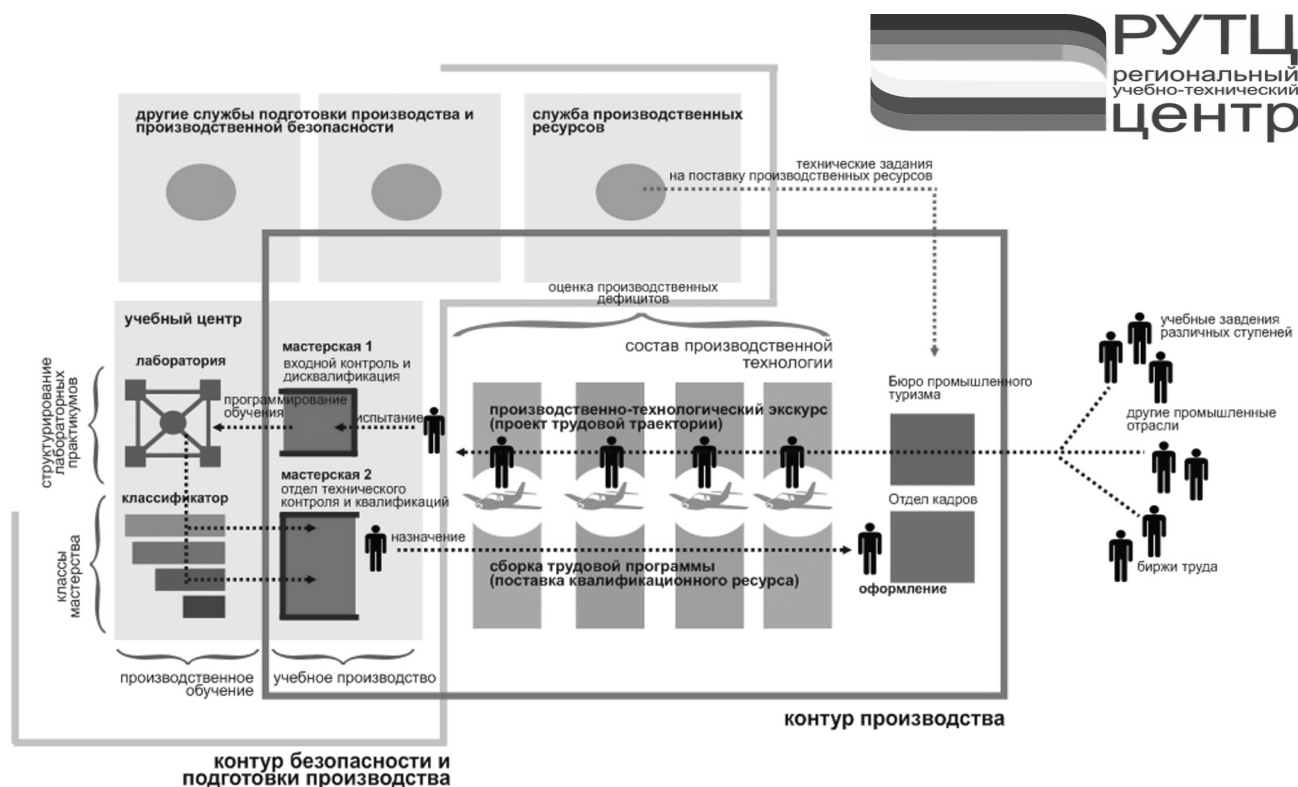 РУТЦ
региональный
учебно-технический
центр
другие службы подготовки производства и
производственной безопасности
служба производственных
ресурсов
технические задания
на поставку производственных ресурсов
оценка производственных
дефицитов
учебный центр
лаборатория
структурирование
лабораторных
практикумов
программирование
обучения
мастерская 1
входной контроль и
дисквалификация
испытание
состав производственной
технологии
производственно-технологический экскурс
(проект трудовой траектории)
Бюро промышленного
туризма
учебные завдения
различных ступеней
другие промышленные
отрасли
биржи труда
классификатор
классы
мастерства
мастерская 2
отдел технического
контроля и квалификаций
назначение
сборка трудовой программы
(поставка квалификационного ресурса)
Отдел кадров
оформление
производственное
обучение
учебное производство
контур производства
контур безопасности и
подготовки производства